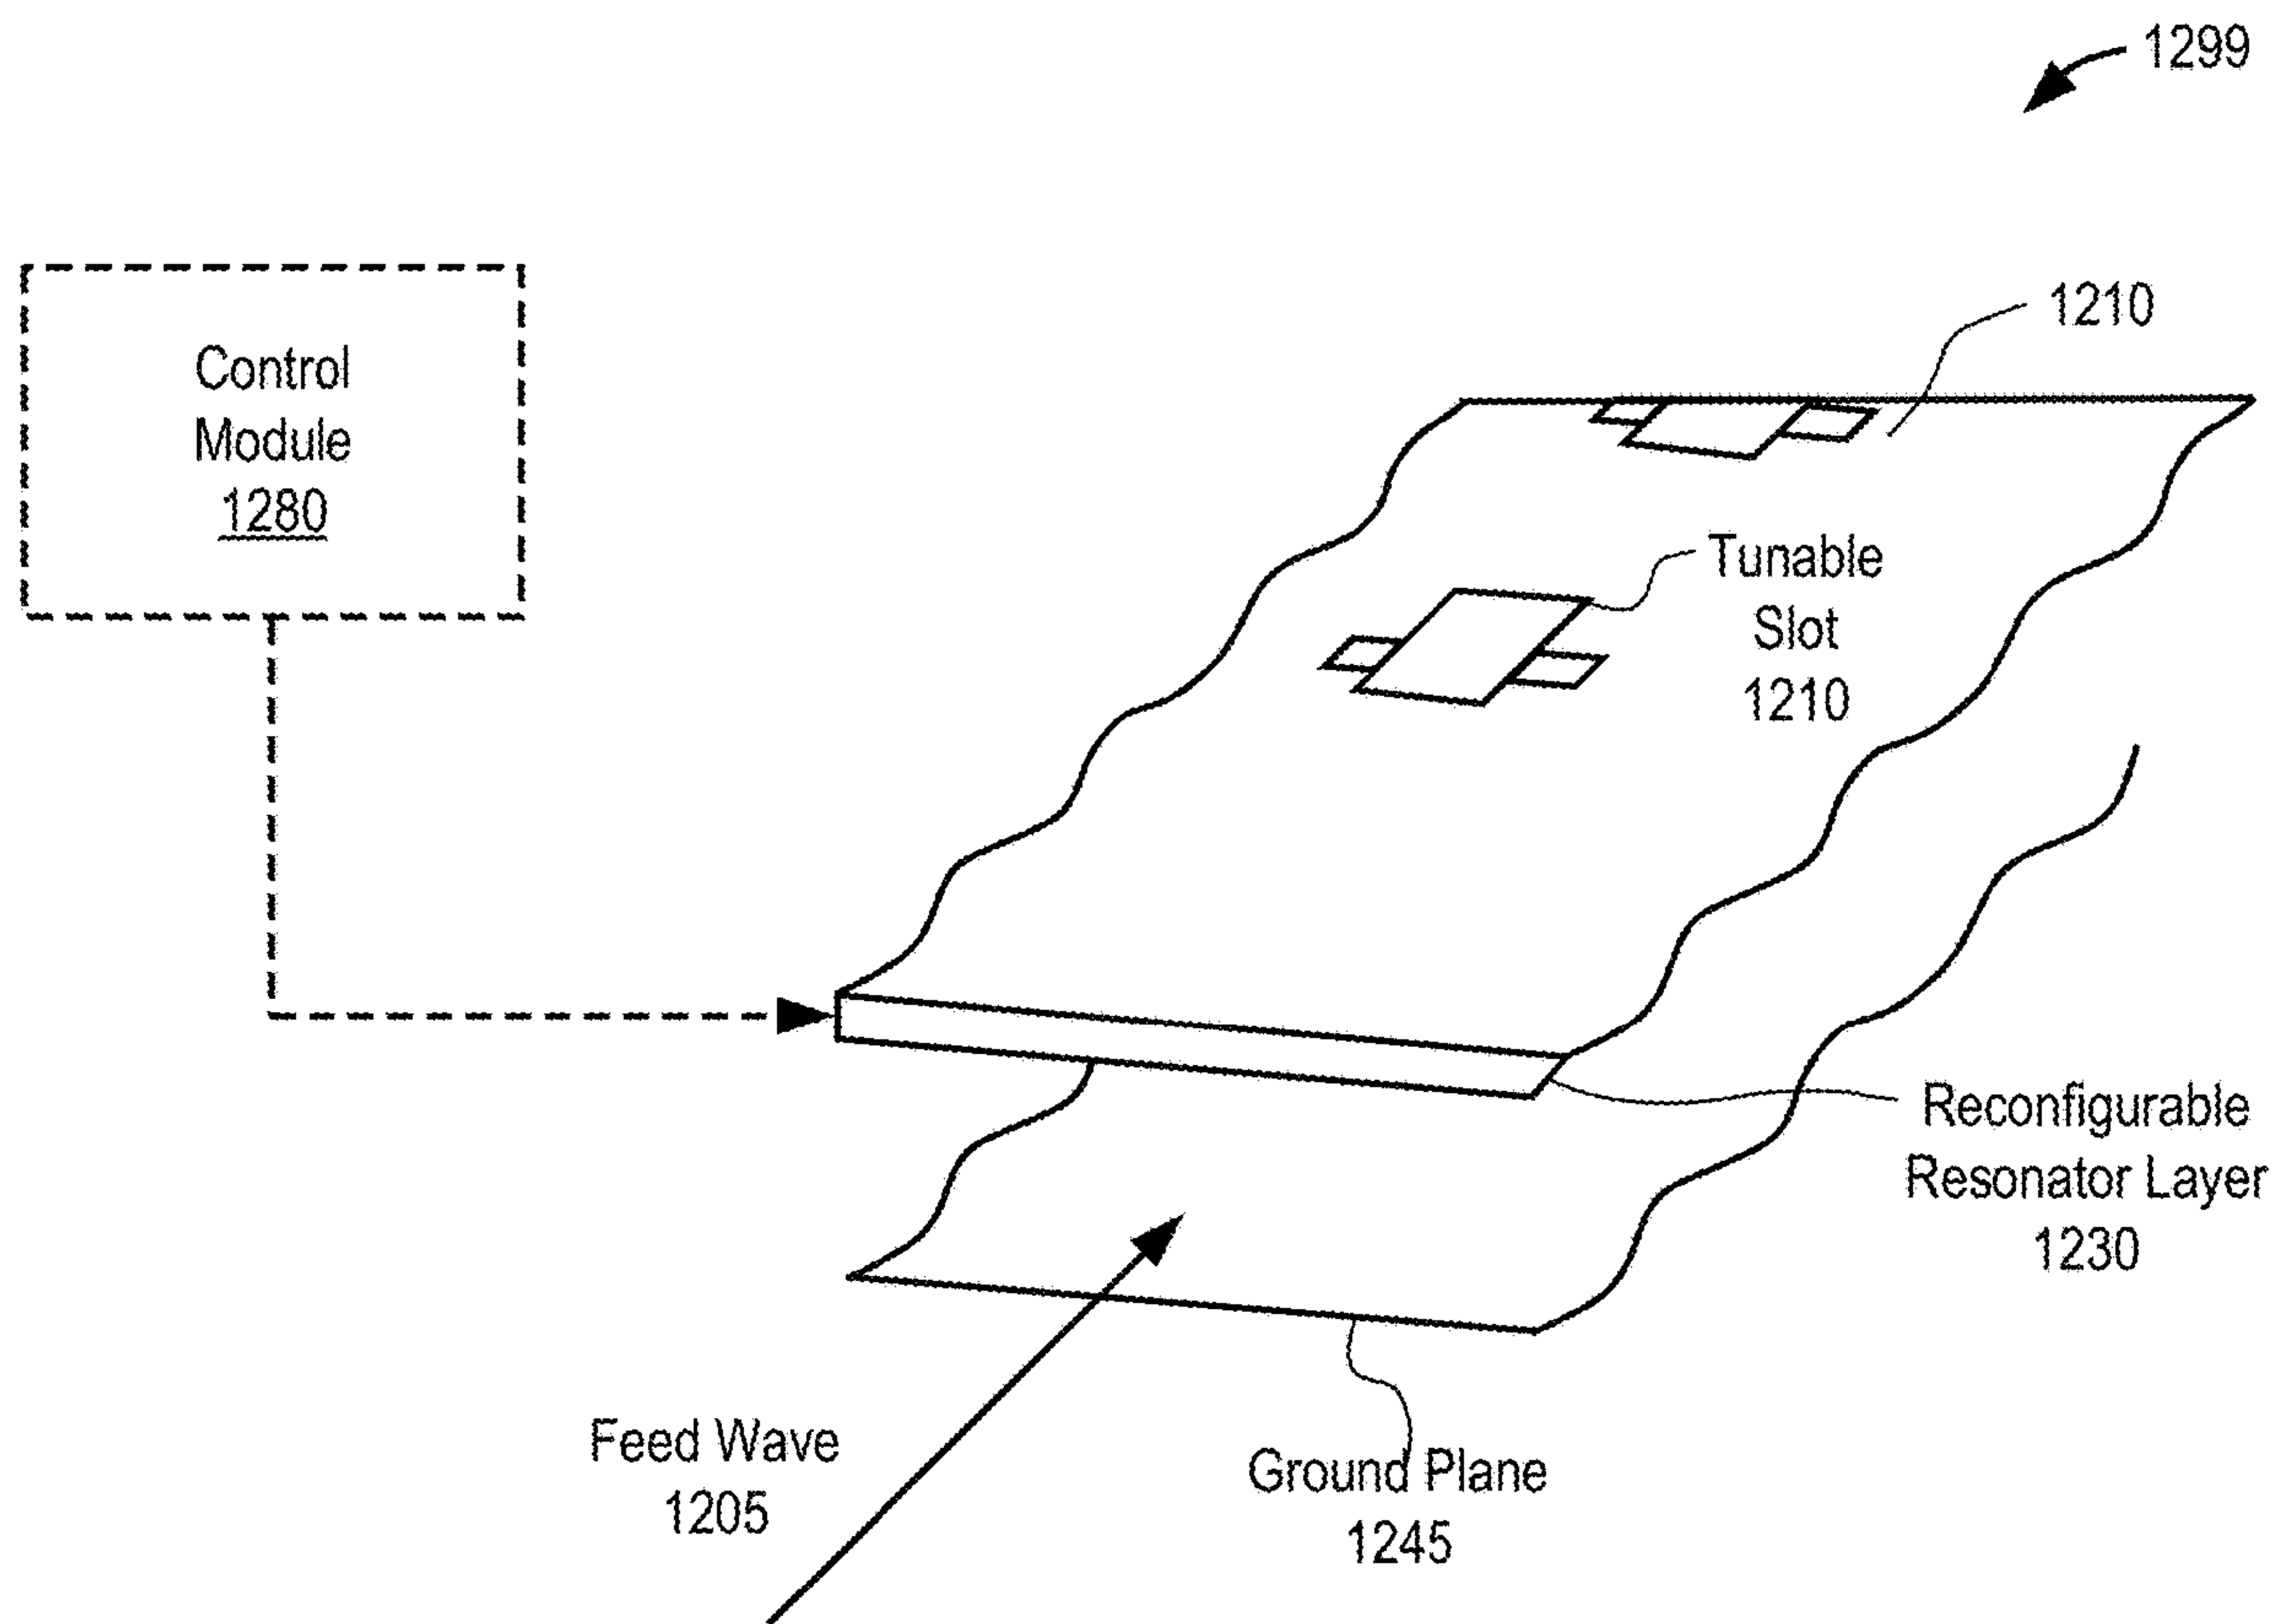 1299
1210
Control
Module
1280
Tunable
Slot
1210
Reconfigurable
Resonator Layer
1230
Feed Wave
1205
Ground Plane
1245